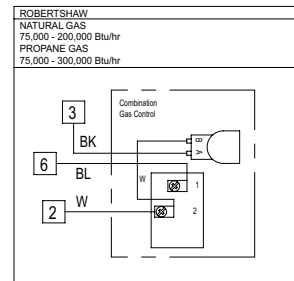 ROBERTSHAW
NATURAL GAS
75,000 - 200,000 Btu/hr
PROPANE GAS
75,000 - 300,000 Btu/hr
Combination
Gas Control
3
BK
B
A
6
BL
W
1
2
W
2